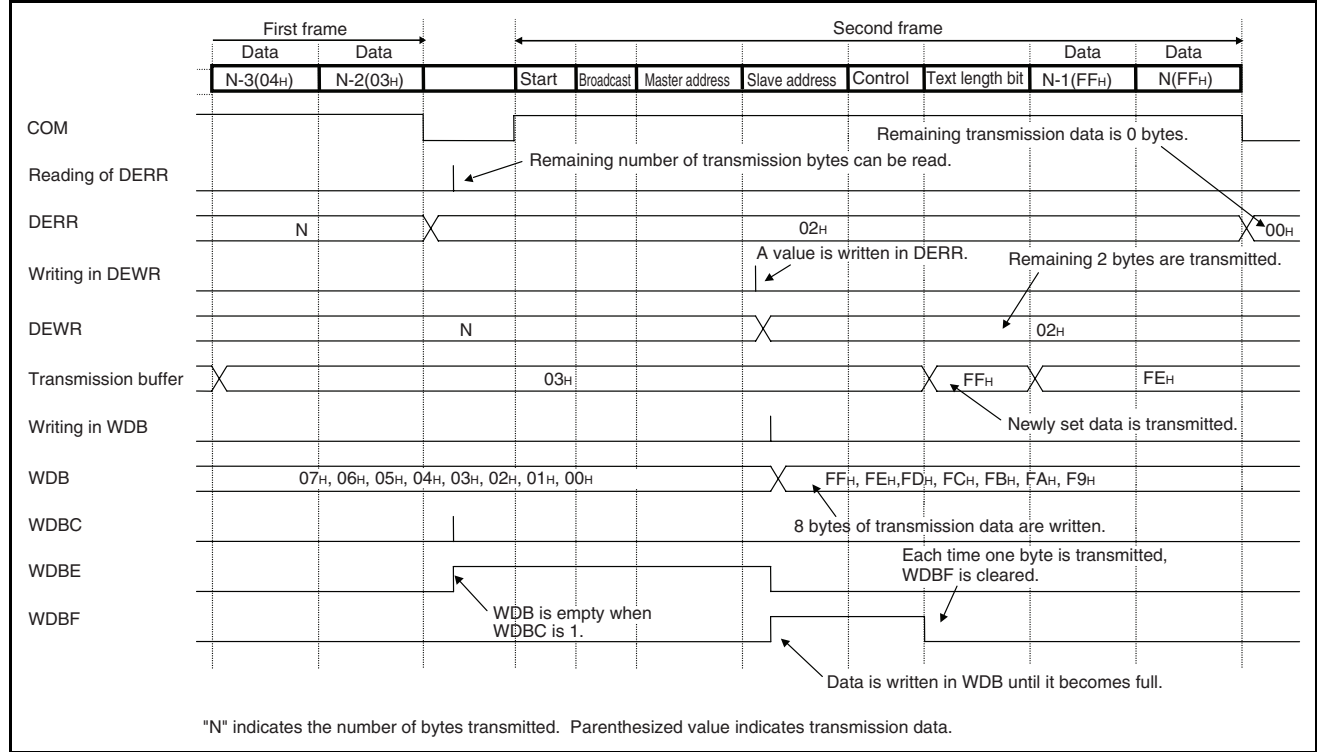 First frame Second frame
Data Data Data Data
N-3(04H) N-2(03H) Start Broadcast Master address Slave address Control Text length bit N-1(FFH) N(FFH)
COM
Remaining transmission data is 0 bytes.
Reading of DERR
Remaining number of transmission bytes can be read.
DERR
N 02H 00H
Writing in DEWR
A value is written in DERR.
Remaining 2 bytes are transmitted.
DEWR
N 02H
Transmission buffer
03H FFH FEH
Newly set data is transmitted.
Writing in WDB
WDB
07H, 06H, 05H, 04H, 03H, 02H, 01H, 00H FFH, FEH,FDH, FCH, FBH, FAH, F9H
WDBC
8 bytes of transmission data are written.
Each time one byte is transmitted,
WDBF is cleared.
WDBE
WDB is empty when
WDBC is 1.
WDBF
Data is written in WDB until it becomes full.
"N" indicates the number of bytes transmitted. Parenthesized value indicates transmission data.